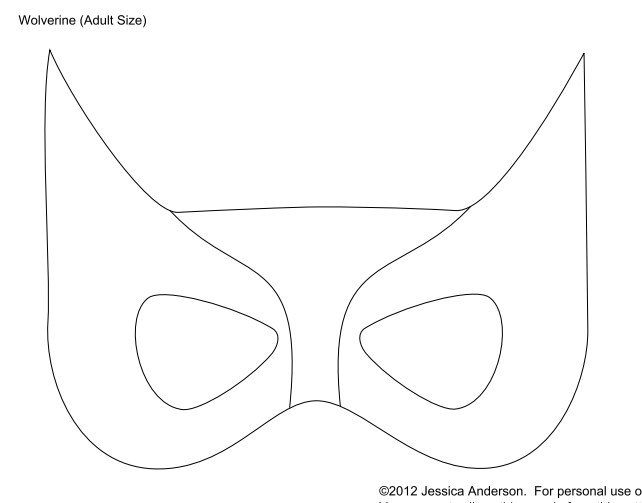 Wolverine (Adult Size)
©2012 Jessica Anderson. For personal use o